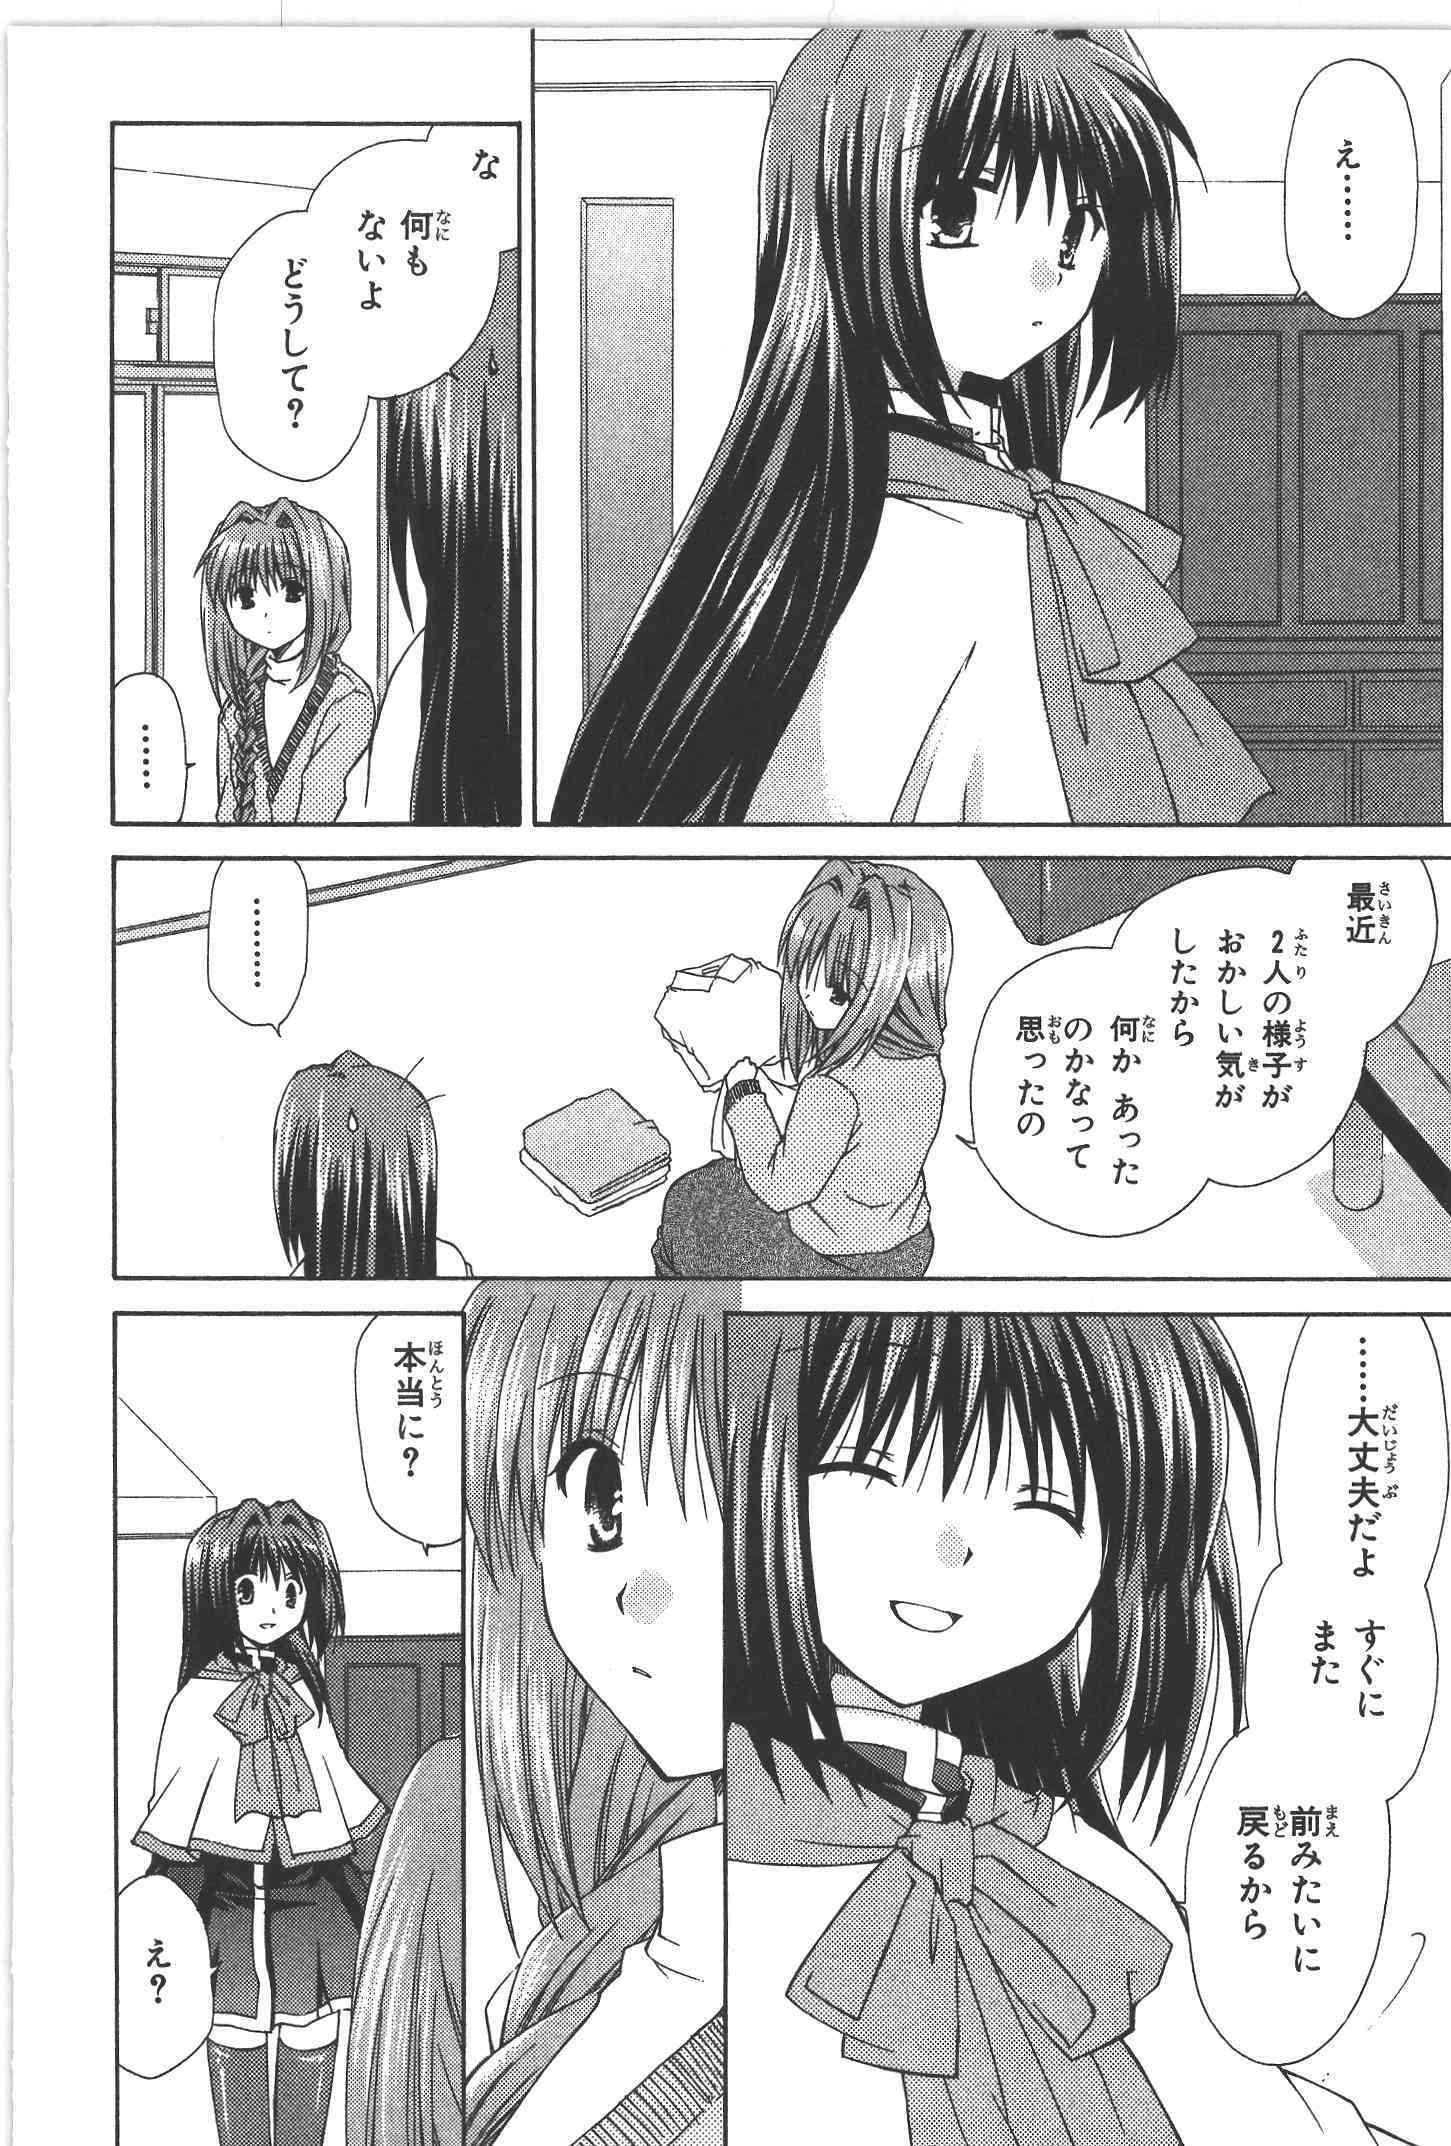 え……
な
何も
ないよ
どうして？
……
最近
2人の様子が
おかしい気が
したから
何か あった
のかなって
思ったの
………
……大丈夫だよ
すぐに
また
前みたいに
戻るから
本当に？
え？